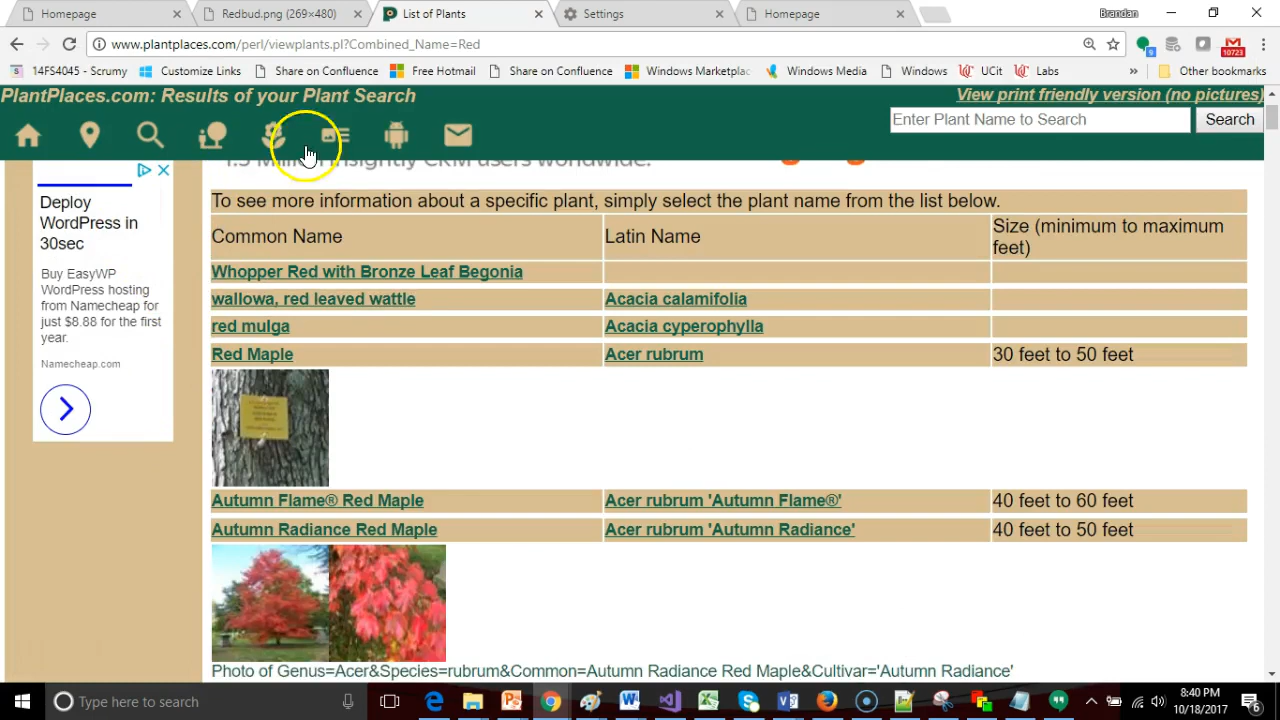 Homepage
Redbud.png (269×480)
List of Plants
Settings
Homepage
Brandan
www.plantplaces.com/perl/viewplants.pl?Combined_Name=Red
9
10723
14FS4045 - Scrumy
Customize Links
Share on Confluence
Free Hotmail
Share on Confluence
Windows Marketplac
Windows Media
Windows
UCit
Labs
»
Other bookmarks
PlantPlaces.com: Results of your Plant Search
View print friendly version (no pictures)
Enter Plant Name to Search
Search
1.5 Million Insightly CRM users worldwide.
Deploy
WordPress in
30sec
Buy EasyWP
WordPress hosting
from Namecheap for
just $8.88 for the first
year.
Namecheap.com
To see more information about a specific plant, simply select the plant name from the list below.
Common Name
Latin Name
Size (minimum to maximum
feet)
Whopper Red with Bronze Leaf Begonia
wallowa, red leaved wattle
Acacia calamifolia
red mulga
Acacia cyperophylla
Red Maple
Acer rubrum
30 feet to 50 feet
Autumn Flame® Red Maple
Acer rubrum 'Autumn Flame®'
40 feet to 60 feet
Autumn Radiance Red Maple
Acer rubrum 'Autumn Radiance'
40 feet to 50 feet
Photo of Genus=Acer&Species=rubrum&Common=Autumn Radiance Red Maple&Cultivar='Autumn Radiance'
Type here to search
8:40 PM
10/18/2017